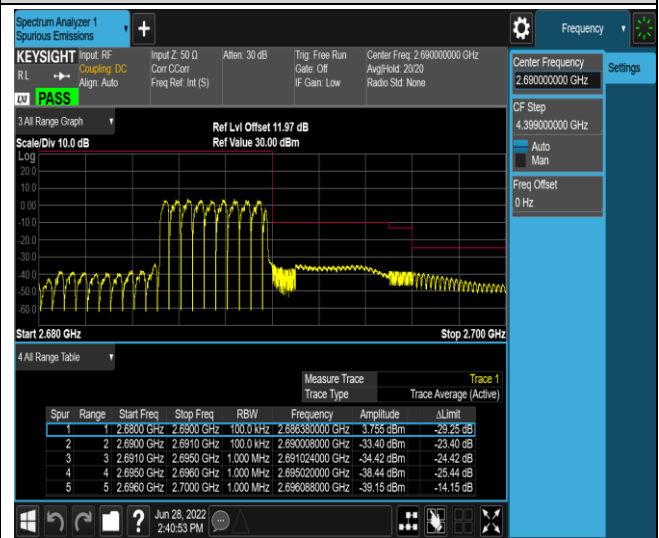 Spectrum Analyzer 1
Spurious Emissions
+
Frequency
KEYSIGHT Input: RF Input Z: 50 Ω Atten: 30 dB Trig: Free Run Center Freq: 2.690000000 GHz
RL Coupling: DC Corr CCorr Gate: Off Avg|Hold: 20/20
Align: Auto Freq Ref: Int (S) IF Gain: Low Radio Std: None
LXI PASS
Center Frequency
2.690000000 GHz
Settings
CF Step
4.399000000 GHz
Auto
Man
Freq Offset
0 Hz
3 All Range Graph
Ref Lvl Offset 11.97 dB
Scale/Div 10.0 dB Ref Value 30.00 dBm
Log
20.0
10.0
0.00
-10.0
-20.0
-30.0
-40.0
-50.0
-60.0
Start 2.680 GHz Stop 2.700 GHz
4 All Range Table
Measure Trace Trace 1
Trace Type Trace Average (Active)
Spur Range Start Freq Stop Freq RBW Frequency Amplitude ΔLimit
1 1 2.6800 GHz 2.6900 GHz 100.0 kHz 2.686380000 GHz 3.755 dBm -29.25 dB
2 2 2.6900 GHz 2.6910 GHz 100.0 kHz 2.690008000 GHz -33.40 dBm -23.40 dB
3 3 2.6910 GHz 2.6950 GHz 1.000 MHz 2.691024000 GHz -34.42 dBm -24.42 dB
4 4 2.6950 GHz 2.6960 GHz 1.000 MHz 2.695020000 GHz -38.44 dBm -25.44 dB
5 5 2.6960 GHz 2.7000 GHz 1.000 MHz 2.696088000 GHz -39.15 dBm -14.15 dB
? Jun 28, 2022
2:40:53 PM